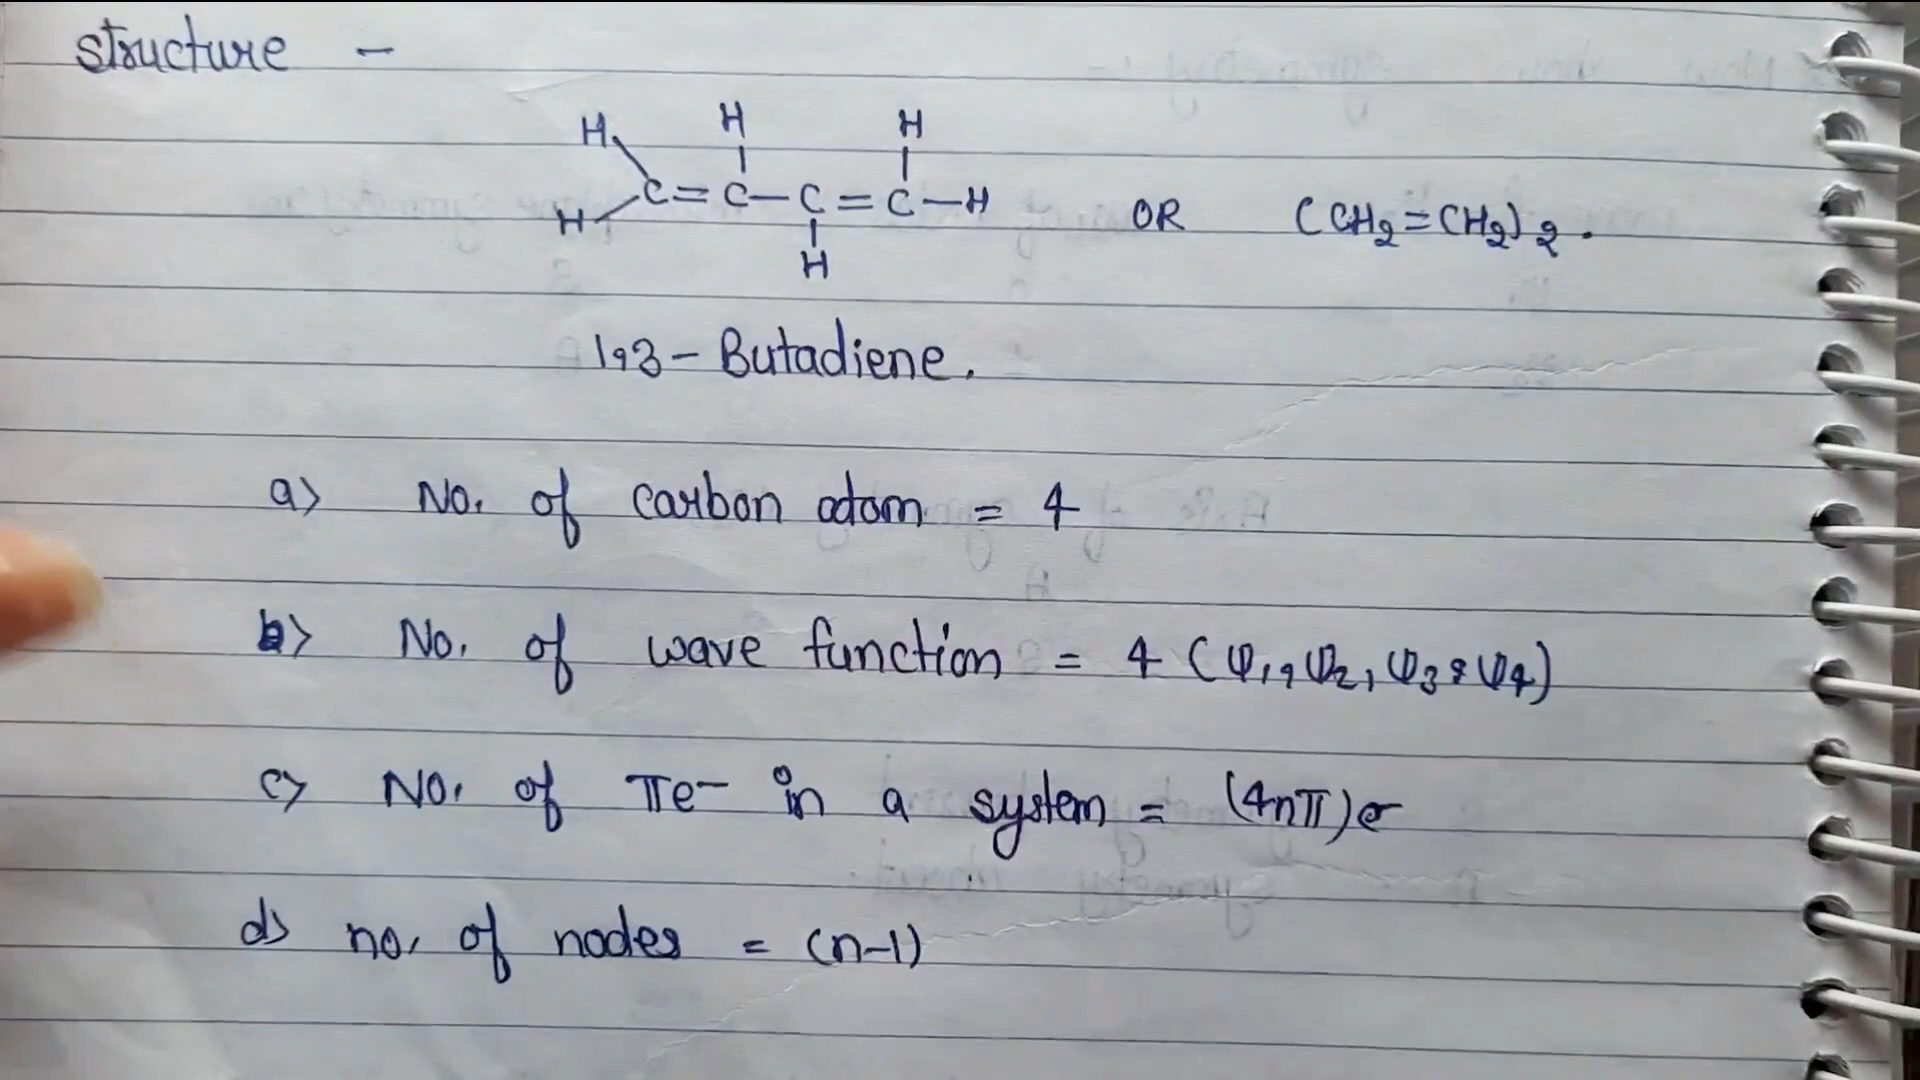 structure -
H H H
C=C-C=C-H OR (CH₂=CH₂)₂.
H
H
1,3-Butadiene.
a> No. of carbon atom = 4
b> No. of wave function = 4 (ψ₁, ψ₂, ψ₃, ψ₄)
c> NO. of πe- in a system = (4nπ)e-
d> no. of nodes = (n-1)